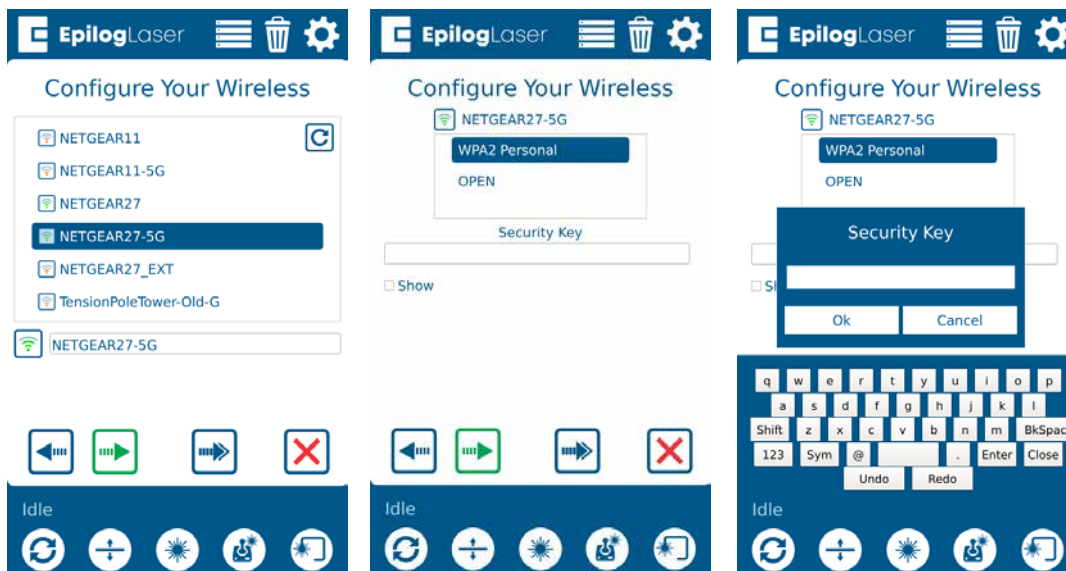 EpilogLaser
Configure Your Wireless
NETGEAR11
NETGEAR11-5G
NETGEAR27
NETGEAR27-5G
NETGEAR27_EXT
TensionPoleTower-Old-G
NETGEAR27-5G
Idle
EpilogLaser
Configure Your Wireless
NETGEAR27-5G
WPA2 Personal
OPEN
Security Key
Show
Idle
EpilogLaser
Configure Your Wireless
NETGEAR27-5G
WPA2 Personal
OPEN
Security Key
Ok Cancel
q w e r t y u i o p
a s d f g h j k l
Shift z x c v b n m BkSpac
123 Sym @ . Enter Close
Undo Redo
Idle